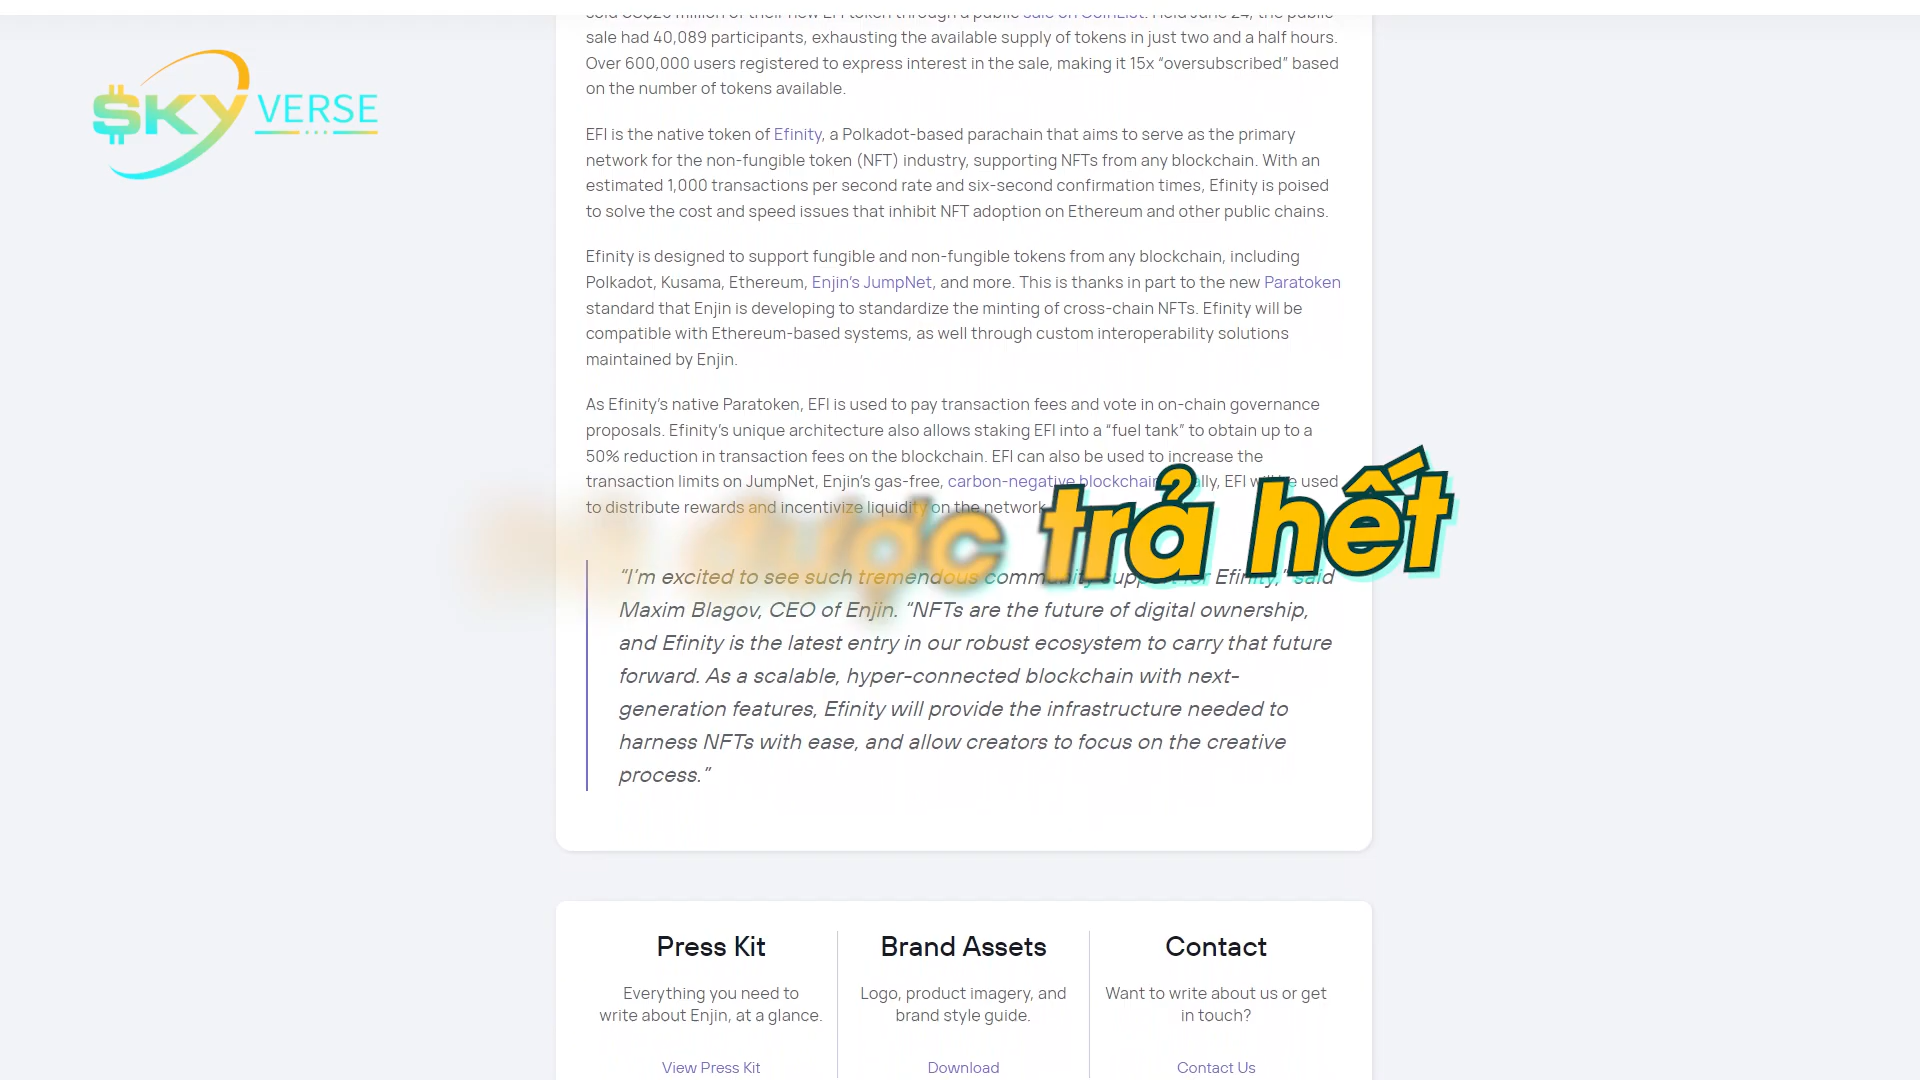 $KY VERSE
sale had 40,089 participants, exhausting the available supply of tokens in just two and a half hours.
Over 600,000 users registered to express interest in the sale, making it 15x “oversubscribed” based
on the number of tokens available.
EFI is the native token of Efinity, a Polkadot-based parachain that aims to serve as the primary
network for the non-fungible token (NFT) industry, supporting NFTs from any blockchain. With an
estimated 1,000 transactions per second rate and six-second confirmation times, Efinity is poised
to solve the cost and speed issues that inhibit NFT adoption on Ethereum and other public chains.
Efinity is designed to support fungible and non-fungible tokens from any blockchain, including
Polkadot, Kusama, Ethereum, Enjin’s JumpNet, and more. This is thanks in part to the new Paratoken
standard that Enjin is developing to standardize the minting of cross-chain NFTs. Efinity will be
compatible with Ethereum-based systems, as well through custom interoperability solutions
maintained by Enjin.
As Efinity’s native Paratoken, EFI is used to pay transaction fees and vote in on-chain governance
proposals. Efinity’s unique architecture also allows staking EFI into a “fuel tank” to obtain up to a
50% reduction in transaction fees on the blockchain. EFI can also be used to increase the
transaction limits on JumpNet, Enjin’s gas-free, carbon-negative blockchain EFI used
to distribute rewards and incentivize liquidity on the network
được trả hết
“I’m excited to see such tremendous community support for Efinity,” said
Maxim Blagov, CEO of Enjin. “NFTs are the future of digital ownership,
and Efinity is the latest entry in our robust ecosystem to carry that future
forward. As a scalable, hyper-connected blockchain with next-
generation features, Efinity will provide the infrastructure needed to
harness NFTs with ease, and allow creators to focus on the creative
process.”
Press Kit
Everything you need to
write about Enjin, at a glance.
View Press Kit
Brand Assets
Logo, product imagery, and
brand style guide.
Download
Contact
Want to write about us or get
in touch?
Contact Us